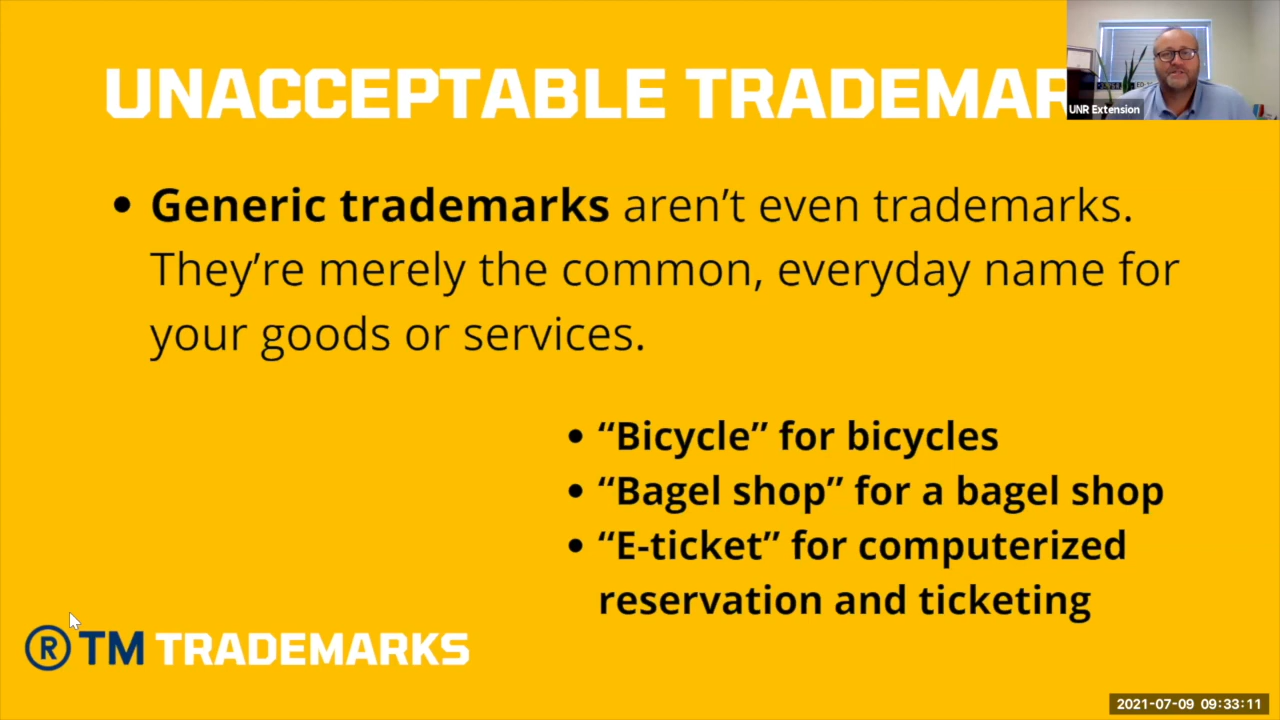 UNACCEPTABLE TRADEMAR
UNR Extension
• Generic trademarks aren’t even trademarks.
They’re merely the common, everyday name for
your goods or services.
• “Bicycle” for bicycles
• “Bagel shop” for a bagel shop
• “E-ticket” for computerized
reservation and ticketing
® TM TRADEMARKS
2021-07-09 09:33:11